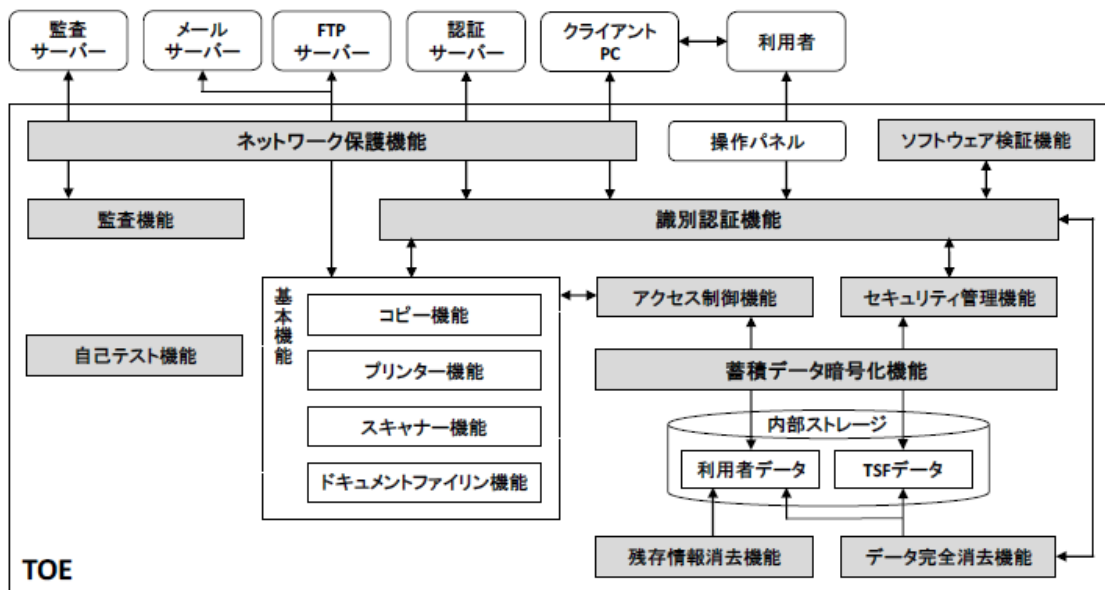 監査
サーバー
メール
サーバー
FTP
サーバー
認証
サーバー
クライアント
PC
利用者
ネットワーク保護機能
操作パネル
ソフトウェア検証機能
監査機能
識別認証機能
基本機能
コピー機能
プリンター機能
スキャナー機能
ドキュメントファイリン機能
アクセス制御機能
セキュリティ管理機能
自己テスト機能
蓄積データ暗号化機能
内部ストレージ
利用者データ
TSFデータ
残存情報消去機能
データ完全消去機能
TOE